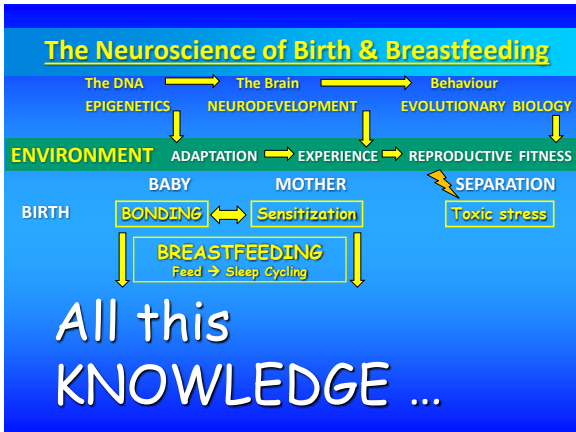 The Neuroscience of Birth & Breastfeeding
The DNA The Brain Behaviour
EPIGENETICS NEURODEVELOPMENT EVOLUTIONARY BIOLOGY
ENVIRONMENT ADAPTATION EXPERIENCE REPRODUCTIVE FITNESS
BABY MOTHER SEPARATION
BIRTH BONDING Sensitization Toxic stress
BREASTFEEDING
Feed → Sleep Cycling
All this
KNOWLEDGE …